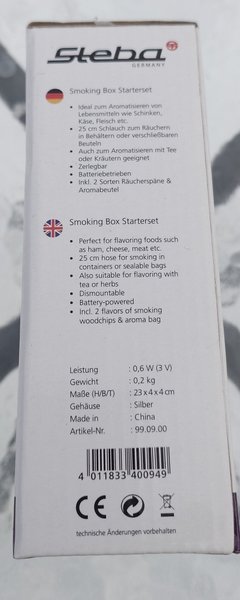 Steba
GERMANY
Smoking Box Starterset
• Ideal zum Aromatisieren von
Lebensmitteln wie Schinken,
Käse, Fleisch etc.
• 25 cm Schlauch zum Räuchern
in Behältern oder verschließbaren
Beuteln
• Auch zum Aromatisieren mit Tee
oder Kräutern geeignet
• Zerlegbar
• Batteriebetrieben
• Inkl. 2 Sorten Räucherspäne &
Aromabeutel
Smoking Box Starterset
• Perfect for flavoring foods such
as ham, cheese, meat etc.
• 25 cm hose for smoking in
containers or sealable bags
• Also suitable for flavoring with
tea or herbs
• Dismountable
• Battery-powered
• Incl. 2 flavors of smoking
woodchips & aroma bag
Leistung : 0,6 W (3 V)
Gewicht : 0,2 kg
Maße (H/B/T) : 23 x 4 x 4 cm
Gehäuse : Silber
Made in : China
Artikel-Nr. : 99.09.00
4 011833 400949
CE
technische Änderungen vorbehalten